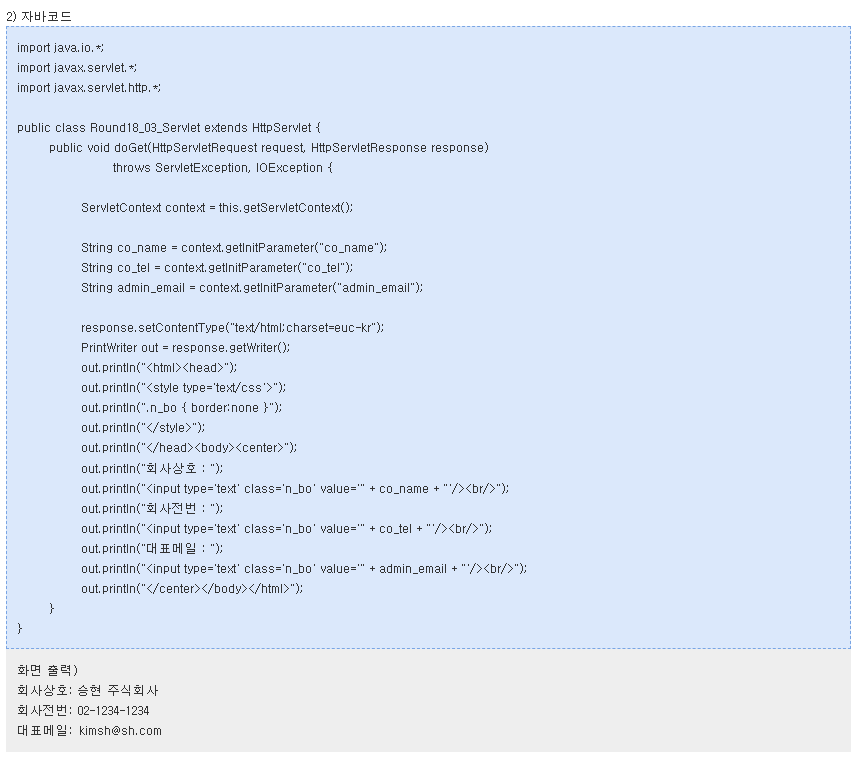 2) 자바코드
import java.io.*;
import javax.servlet.*;
import javax.servlet.http.*;
public class Round18_03_Servlet extends HttpServlet {
public void doGet(HttpServletRequest request, HttpServletResponse response)
throws ServletException, IOException {
ServletContext context = this.getServletContext();
String co_name = context.getInitParameter("co_name");
String co_tel = context.getInitParameter("co_tel");
String admin_email = context.getInitParameter("admin_email");
response.setContentType("text/html;charset=euc-kr");
PrintWriter out = response.getWriter();
out.println("<html><head>");
out.println("<style type='text/css'>");
out.println(".n_bo { border:none }");
out.println("</style>");
out.println("</head><body><center>");
out.println("회사상호 : ");
out.println("<input type='text' class='n_bo' value='" + co_name + "'/><br/>");
out.println("회사전번 : ");
out.println("<input type='text' class='n_bo' value='" + co_tel + "'/><br/>");
out.println("대표메일 : ");
out.println("<input type='text' class='n_bo' value='" + admin_email + "'/><br/>");
out.println("</center></body></html>");
}
}
화면 출력)
회사상호: 승현 주식회사
회사전번: 02-1234-1234
대표메일: kimsh@sh.com